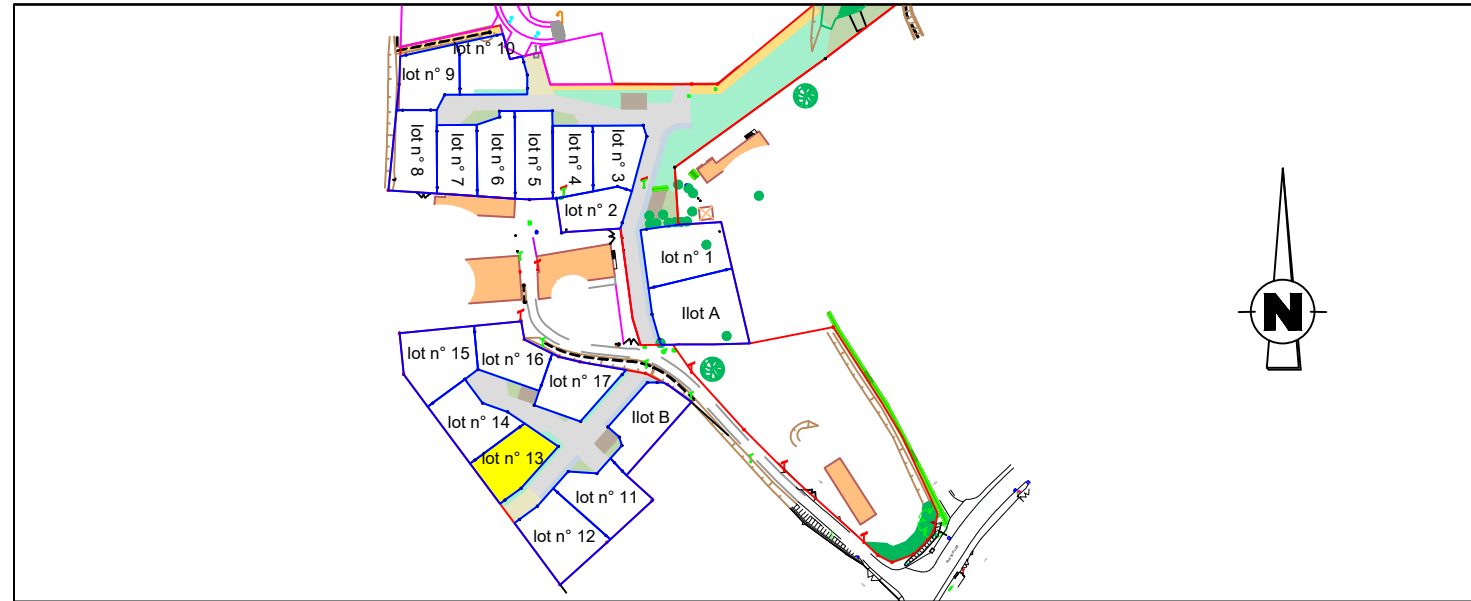 lot n° 10
lot n° 9
lot n° 8
lot n° 7
lot n° 6
lot n° 5
lot n° 4
lot n° 3
lot n° 2
lot n° 1
Ilot A
N
lot n° 15
lot n° 16
lot n° 17
lot n° 14
Ilot B
lot n° 13
lot n° 11
lot n° 12